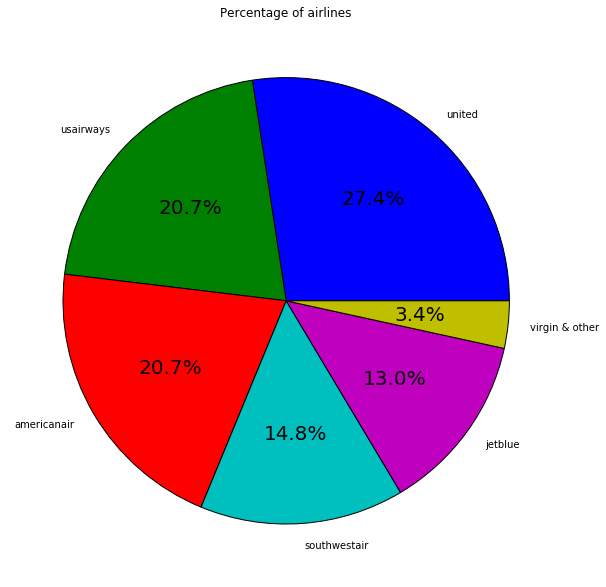 Percentage of airlines
united
27.4%
usairways
20.7%
americanair
20.7%
southwestair
14.8%
jetblue
13.0%
virgin & other
3.4%